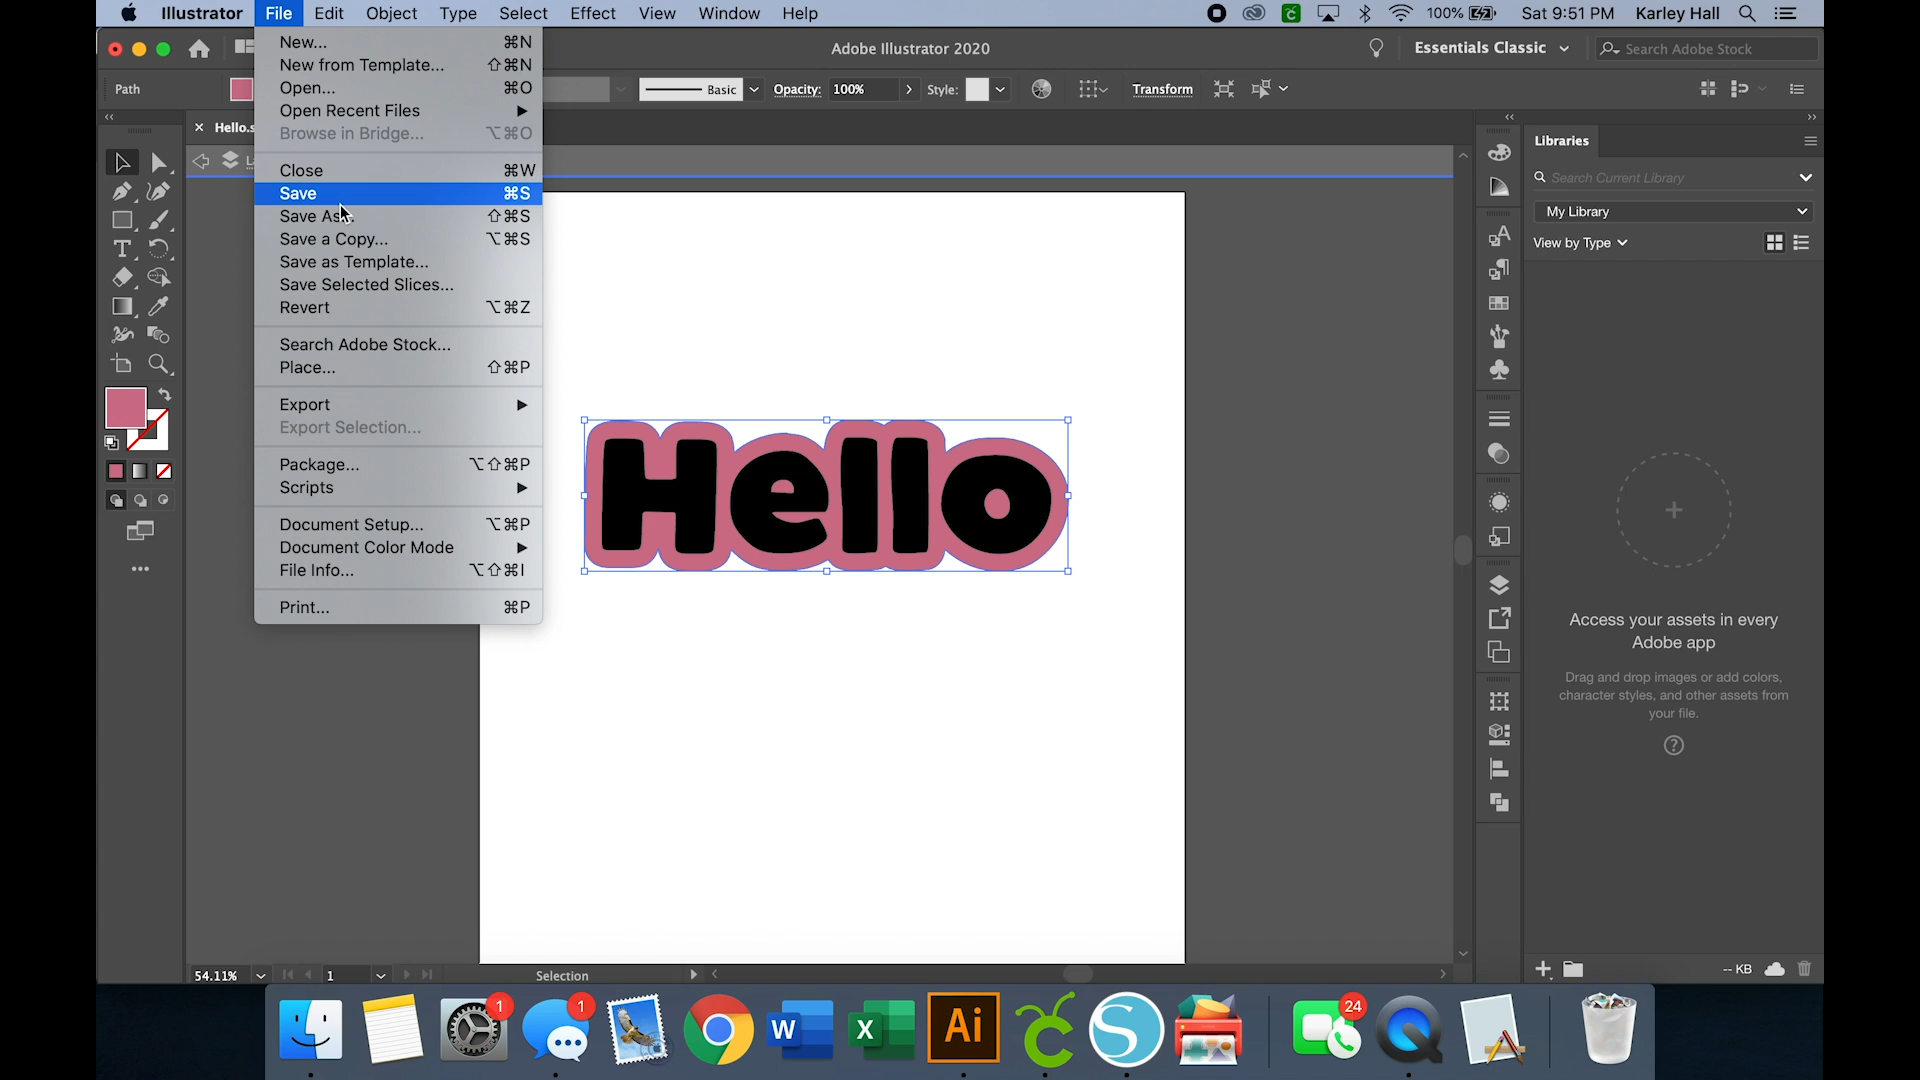 Illustrator File Edit Object Type Select Effect View Window Help 100% Sat 9:51 PM Karley Hall
Adobe Illustrator 2020 Essentials Classic Search Adobe Stock
Path Basic Opacity: 100% Style: Transform
Hello.s
New... ⌘N
New from Template... ⇧⌘N
Open... ⌘O
Open Recent Files
Browse in Bridge... ⌥⌘O
Close ⌘W
Save ⌘S
Save As... ⇧⌘S
Save a Copy... ⌥⌘S
Save as Template...
Save Selected Slices...
Revert ⌥⌘Z
Search Adobe Stock...
Place... ⇧⌘P
Export
Export Selection...
Package... ⌥⇧⌘P
Scripts
Document Setup... ⌥⌘P
Document Color Mode
File Info... ⌥⇧⌘I
Print... ⌘P
Hello
Libraries
Search Current Library
My Library
View by Type
Access your assets in every
Adobe app
Drag and drop images or add colors,
character styles, and other assets from
your file.
-- KB
54.11% 1 Selection
1 1 W X Ai S 24